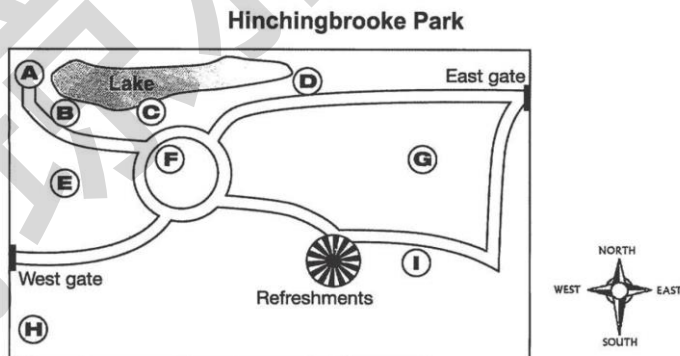 Hinchingbrooke Park
A
Lake
D
East gate
B
C
F
G
E
NORTH
West gate
I
WEST
EAST
Refreshments
H
SOUTH